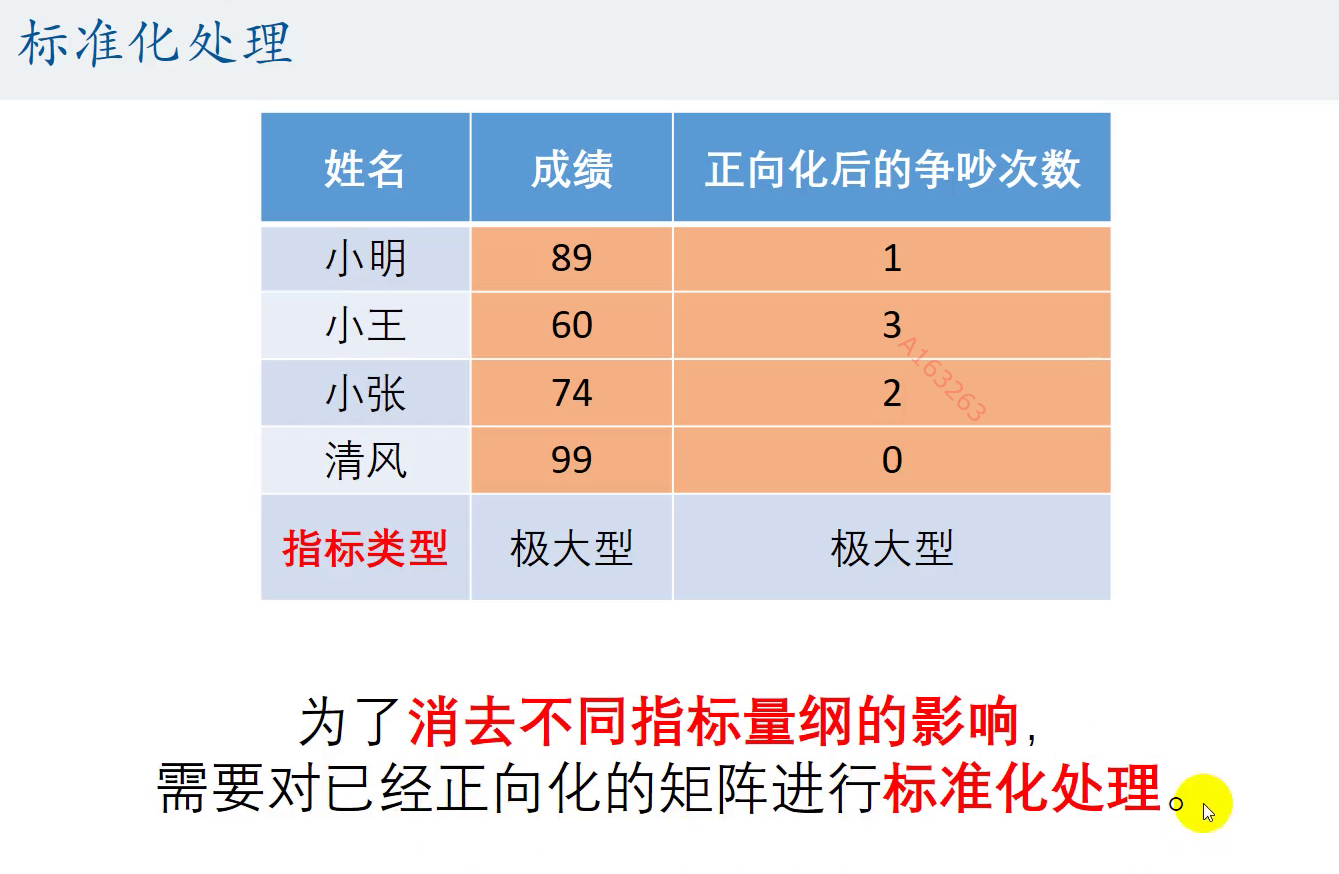 标准化处理
姓名 成绩 正向化后的争吵次数
小明 89 1
小王 60 3
小张 74 2
清风 99 0
指标类型 极大型 极大型
A163263
为了消去不同指标量纲的影响,
需要对已经正向化的矩阵进行标准化处理。